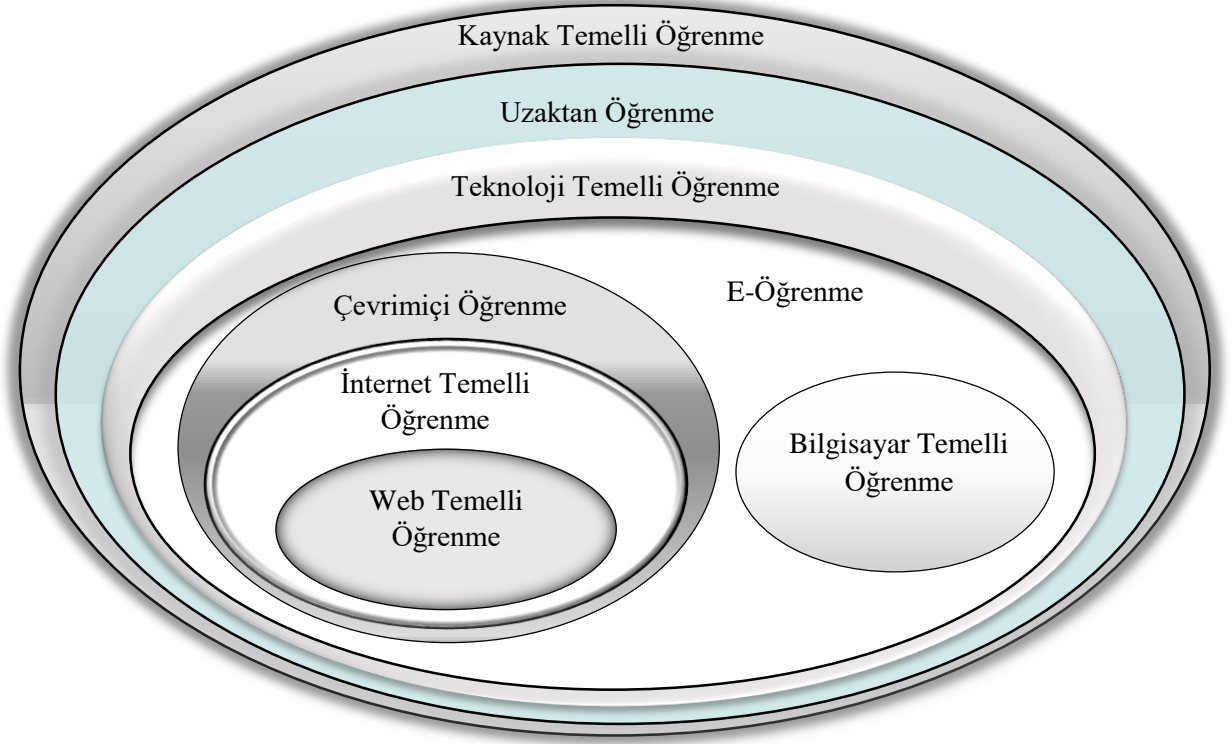 Kaynak Temelli Öğrenme
Uzaktan Öğrenme
Teknoloji Temelli Öğrenme
E-Öğrenme
Çevrimiçi Öğrenme
İnternet Temelli
Öğrenme
Web Temelli
Öğrenme
Bilgisayar Temelli
Öğrenme